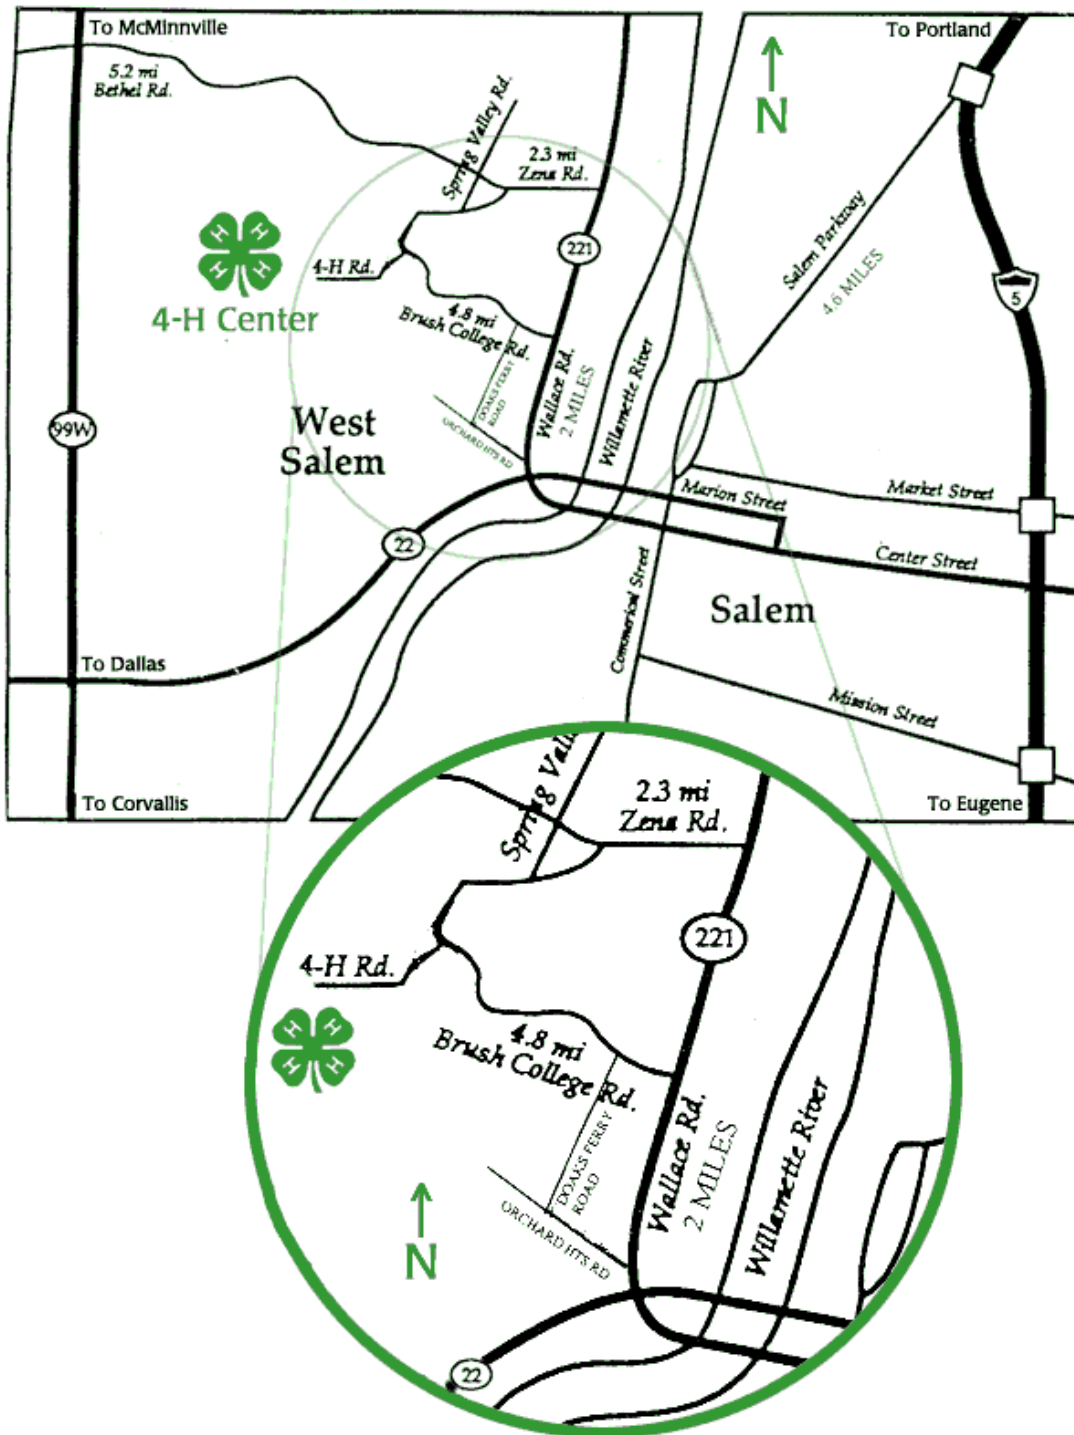 To McMinnville
To Portland
5.2 mi
Bethel Rd.
N
Spring Valley Rd.
2.3 mi
Zena Rd.
Salem Parkway
4.6 MILES
H H
H H
4-H Center
4-H Rd.
221
5
4.8 mi
Brush College Rd.
DOAKS FERRY
ROAD
ORCHARD HTS RD
Wallace Rd.
2 MILES
Willamette River
99W
West
Salem
Marion Street
Market Street
22
Center Street
Commerical Street
Salem
To Dallas
Mission Street
To Corvallis
To Eugene
Spring Vall
2.3 mi
Zena Rd.
221
4-H Rd.
H H
H H
4.8 mi
Brush College Rd.
DOAKS FERRY
ROAD
ORCHARD HTS RD
Wallace Rd.
2 MILES
Willamette River
N
22